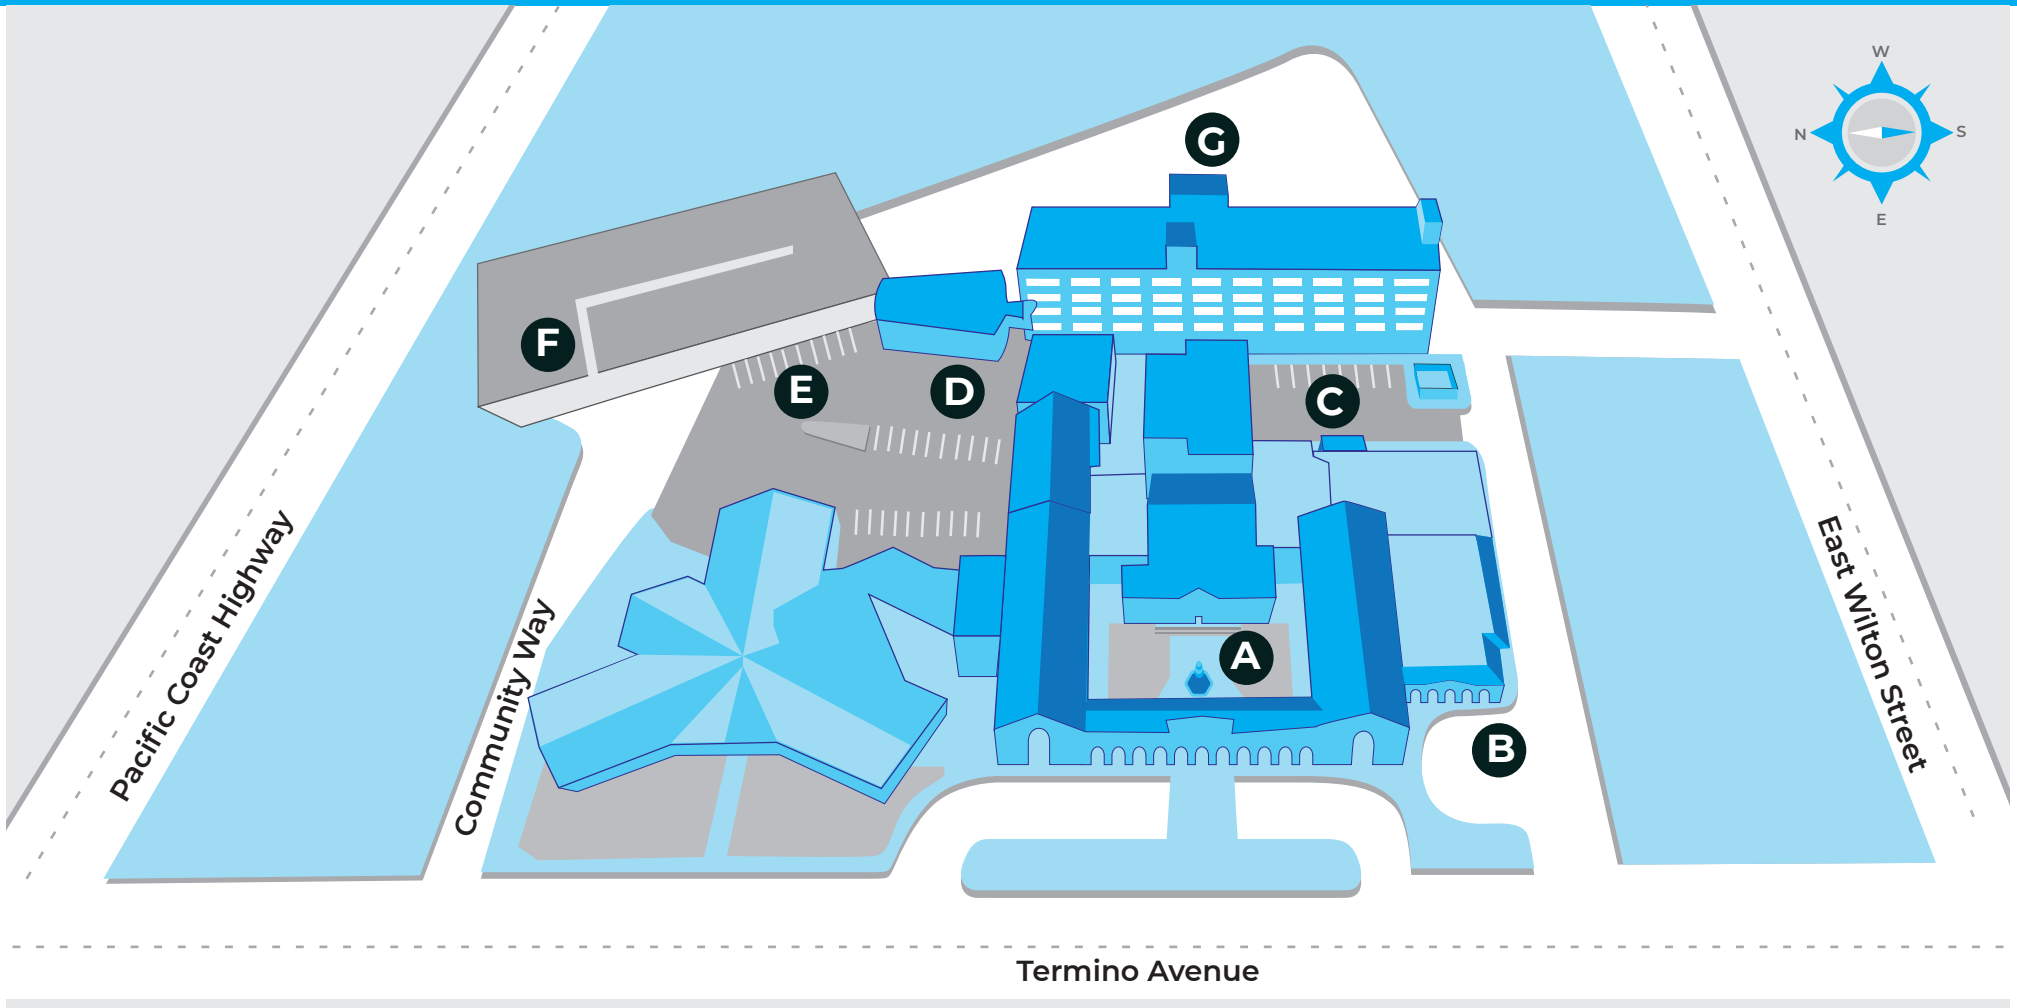 W
N
S
E
G
F
E
D
C
A
B
Pacific Coast Highway
Community Way
East Wilton Street
Termino Avenue